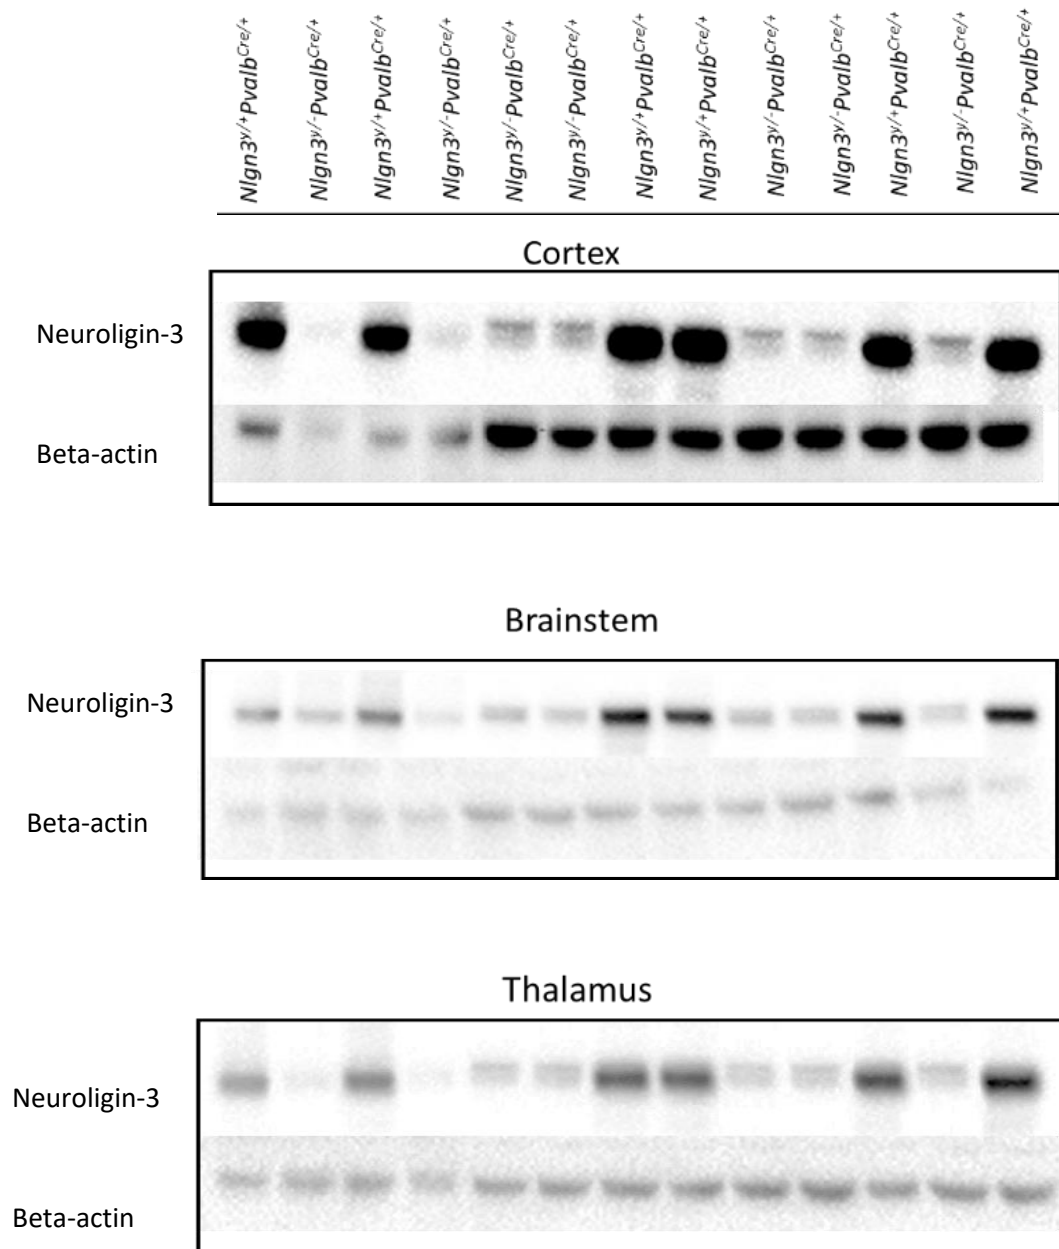 Nlgn3y/+PvalbCre/+
Nlgn3y/-PvalbCre/+
Nlgn3y/+PvalbCre/+
Nlgn3y/-PvalbCre/+
Nlgn3y/-PvalbCre/+
Nlgn3y/-PvalbCre/+
Nlgn3y/+PvalbCre/+
Nlgn3y/+PvalbCre/+
Nlgn3y/-PvalbCre/+
Nlgn3y/-PvalbCre/+
Nlgn3y/+PvalbCre/+
Nlgn3y/-PvalbCre/+
Nlgn3y/+PvalbCre/+
Cortex
Neuroligin-3
Beta-actin
Brainstem
Neuroligin-3
Beta-actin
Thalamus
Neuroligin-3
Beta-actin